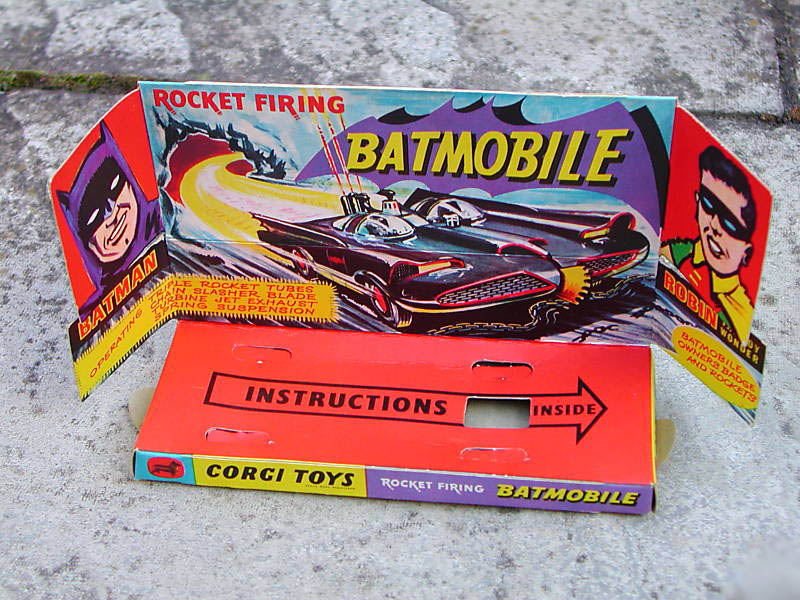 ROCKET FIRING
BATMOBILE
BATMAN
OPERATING TRIPLE ROCKET TUBES
CHAIN SLASHER BLADE
TURBINE JET EXHAUST
SPRING SUSPENSION
ROBIN
BOY
WONDER
BATMOBILE
OWNERS BADGE
AND ROCKETS
INSTRUCTIONS INSIDE
CORGI TOYS
ROCKET FIRING BATMOBILE